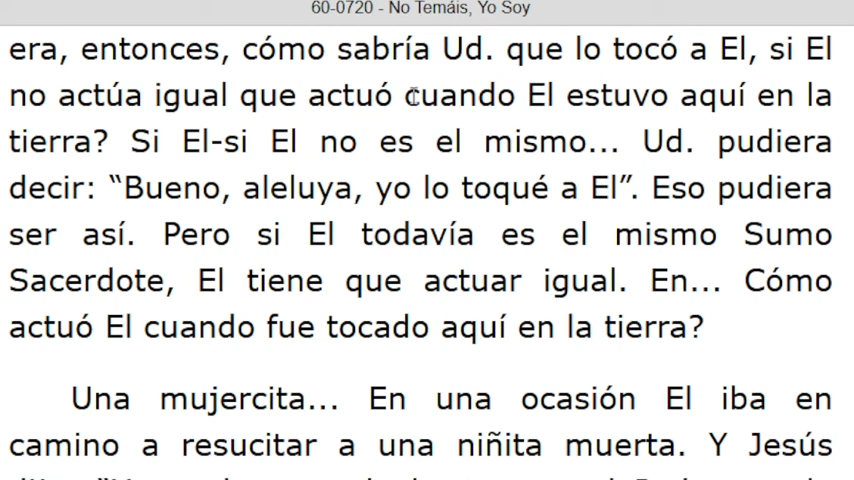 60-0720 - No Temáis, Yo Soy
era, entonces, cómo sabría Ud. que lo tocó a El, si El
no actúa igual que actuó cuando El estuvo aquí en la
tierra? Si El-si El no es el mismo... Ud. pudiera
decir: “Bueno, aleluya, yo lo toqué a El”. Eso pudiera
ser así. Pero si El todavía es el mismo Sumo
Sacerdote, El tiene que actuar igual. En... Cómo
actuó El cuando fue tocado aquí en la tierra?
Una mujercita... En una ocasión El iba en
camino a resucitar a una niñita muerta. Y Jesús